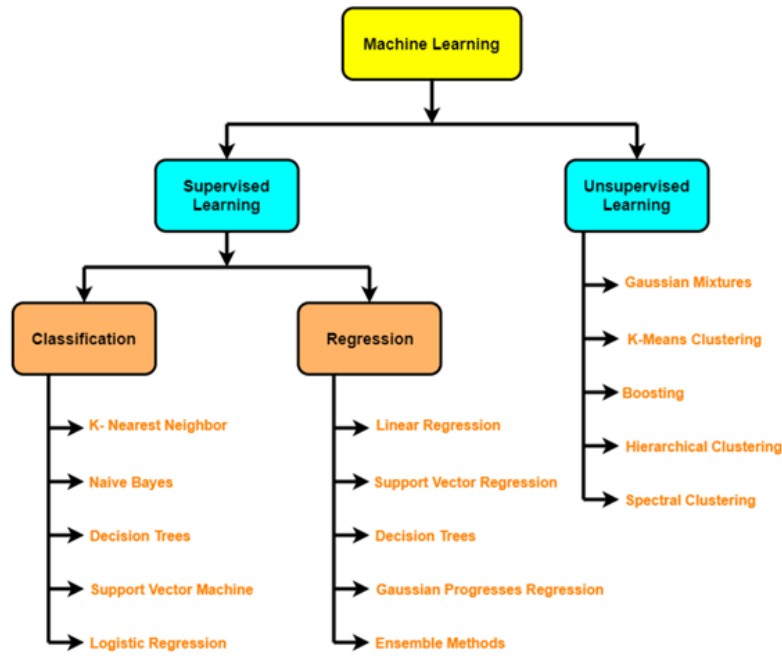 Machine Learning
Supervised
Learning
Unsupervised
Learning
Classification
Regression
Gaussian Mixtures
K-Means Clustering
Boosting
Hierarchical Clustering
Spectral Clustering
K- Nearest Neighbor
Naive Bayes
Decision Trees
Support Vector Machine
Logistic Regression
Linear Regression
Support Vector Regression
Decision Trees
Gaussian Progresses Regression
Ensemble Methods